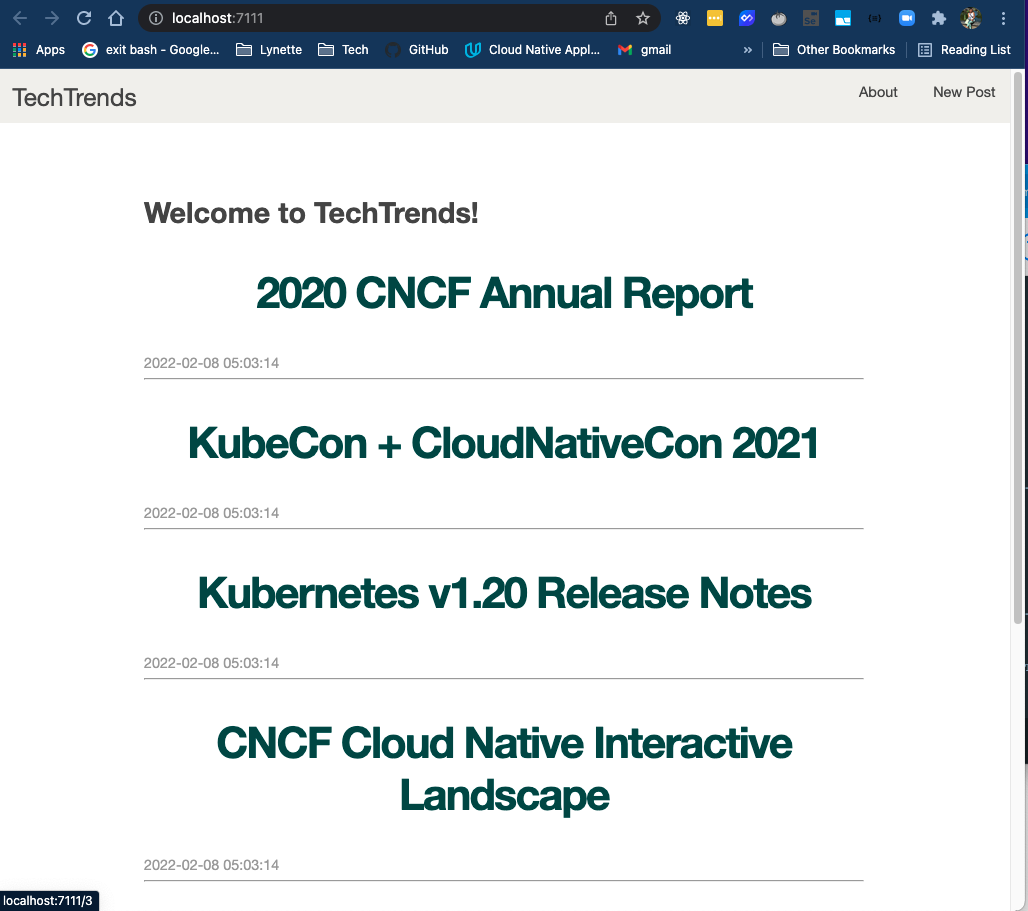 localhost:7111
Apps exit bash - Google... Lynette Tech GitHub Cloud Native Appl... gmail » Other Bookmarks Reading List
TechTrends About New Post
Welcome to TechTrends!
2020 CNCF Annual Report
2022-02-08 05:03:14
KubeCon + CloudNativeCon 2021
2022-02-08 05:03:14
Kubernetes v1.20 Release Notes
2022-02-08 05:03:14
CNCF Cloud Native Interactive
Landscape
2022-02-08 05:03:14
localhost:7111/3